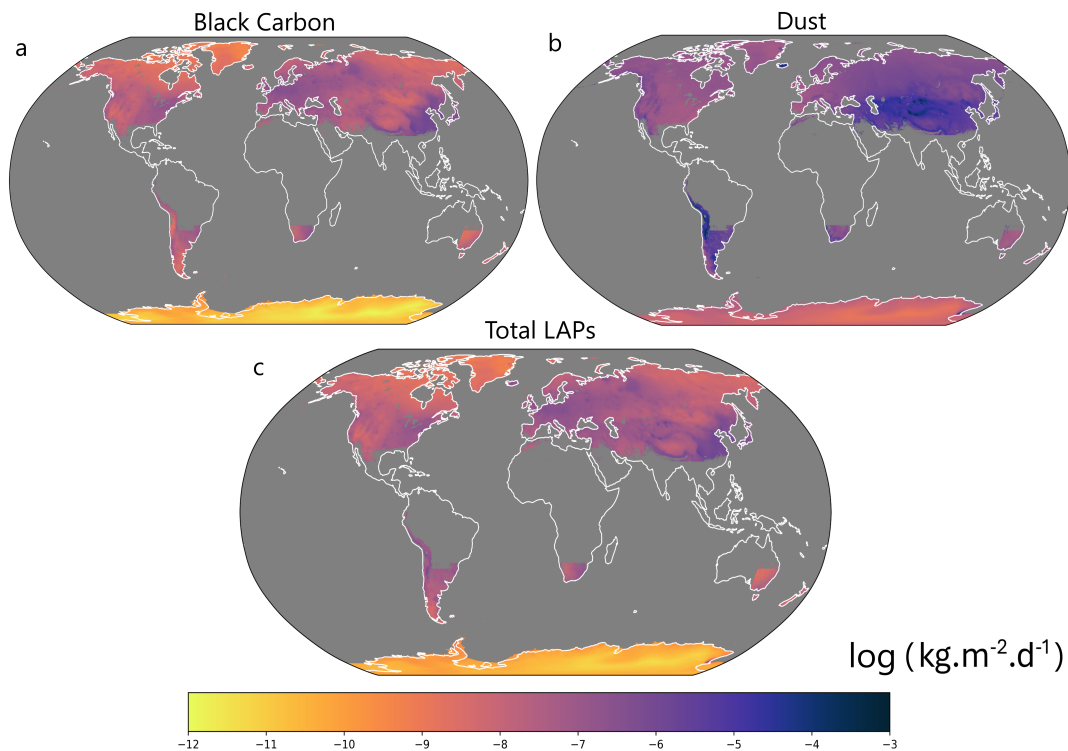 Black Carbon
Dust
a
b
Total LAPs
c
log (kg.m⁻².d⁻¹)
−12 −11 −10 −9 −8 −7 −6 −5 −4 −3